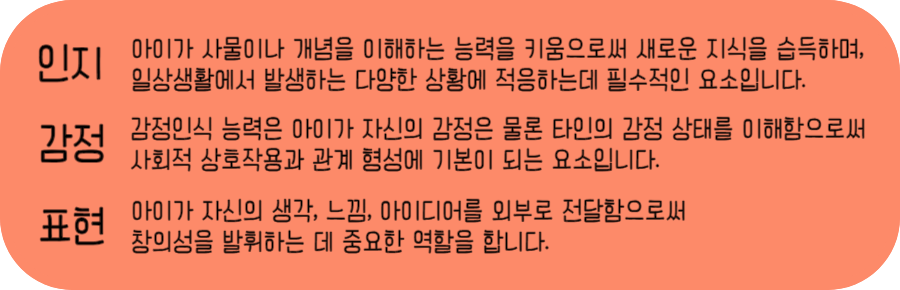 인지
아이가 사물이나 개념을 이해하는 능력을 키움으로써 새로운 지식을 습득하며,
일상생활에서 발생하는 다양한 상황에 적응하는데 필수적인 요소입니다.
감정
감정인식 능력은 아이가 자신의 감정은 물론 타인의 감정 상태를 이해함으로써
사회적 상호작용과 관계 형성에 기본이 되는 요소입니다.
표현
아이가 자신의 생각, 느낌, 아이디어를 외부로 전달함으로써
창의성을 발휘하는 데 중요한 역할을 합니다.